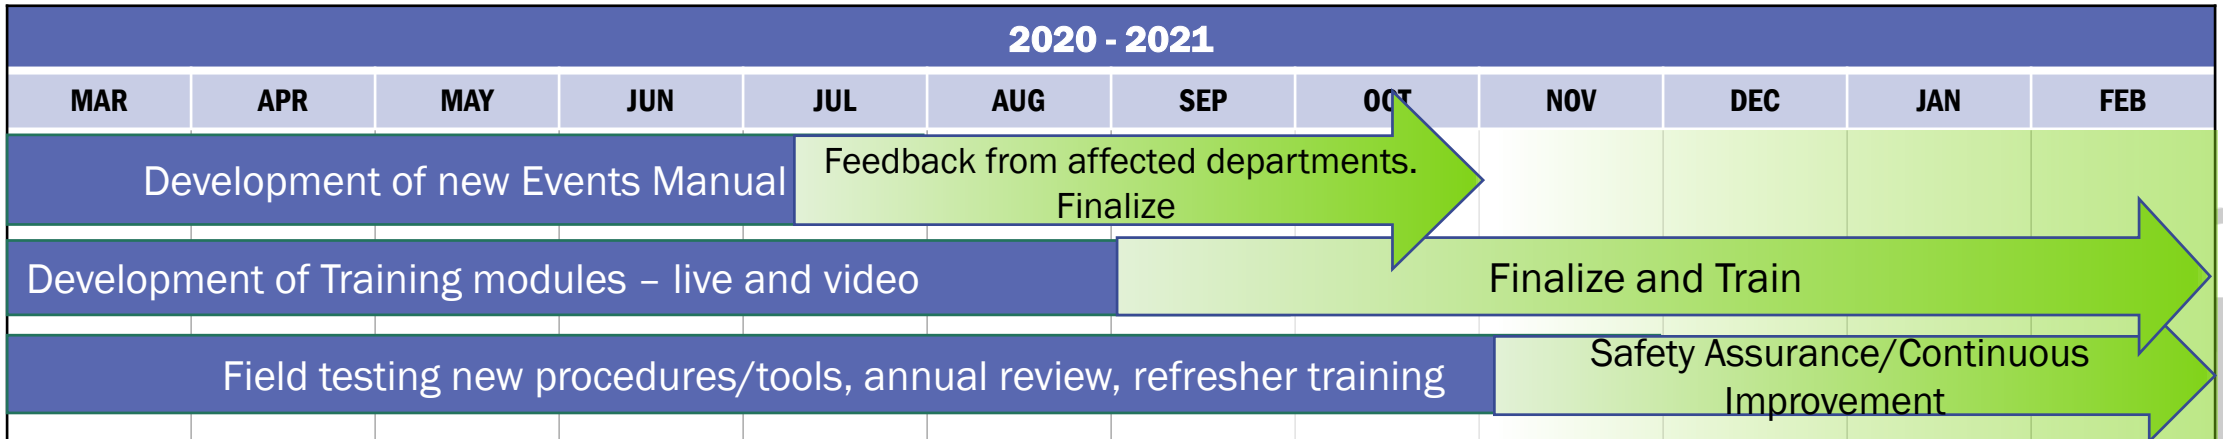 2020 - 2021
MAR APR MAY JUN JUL AUG SEP OCT NOV DEC JAN FEB
Development of new Events Manual
Feedback from affected departments.
Finalize
Development of Training modules – live and video
Finalize and Train
Field testing new procedures/tools, annual review, refresher training
Safety Assurance/Continuous
Improvement